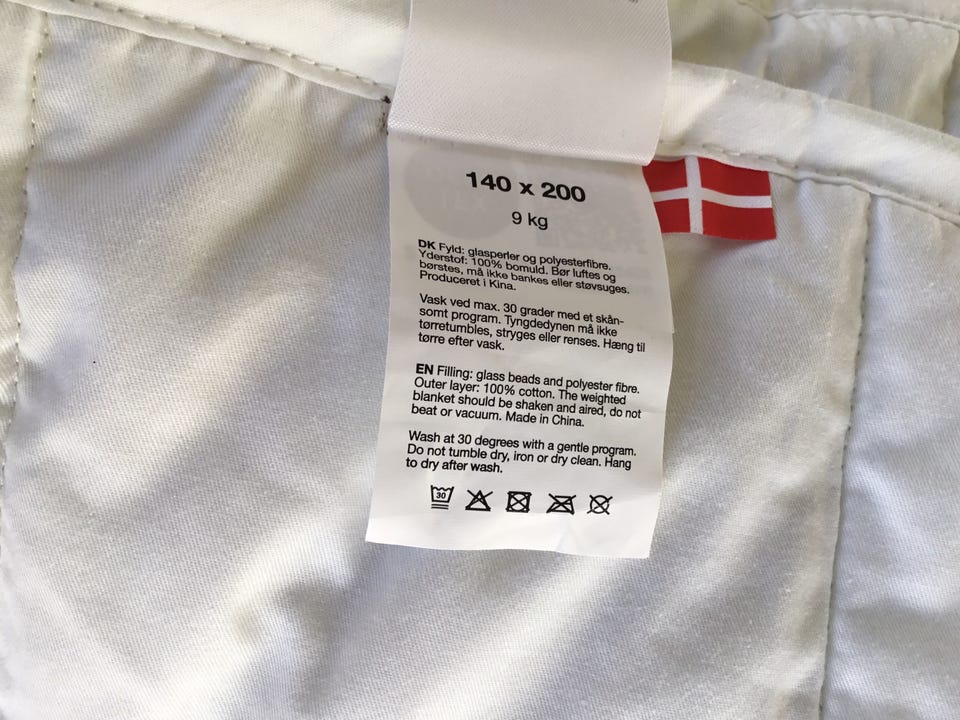 140 x 200
9 kg
DK Fyld: glasperler og polyesterfibre.
Yderstof: 100% bomuld. Bør luftes og
børstes, må ikke bankes eller støvsuges.
Produceret i Kina.
Vask ved max. 30 grader med et skån-
somt program. Tyngdedynen må ikke
tørretumbles, stryges eller renses. Hæng til
tørre efter vask.
EN Filling: glass beads and polyester fibre.
Outer layer: 100% cotton. The weighted
blanket should be shaken and aired, do not
beat or vacuum. Made in China.
Wash at 30 degrees with a gentle program.
Do not tumble dry, iron or dry clean. Hang
to dry after wash.
30